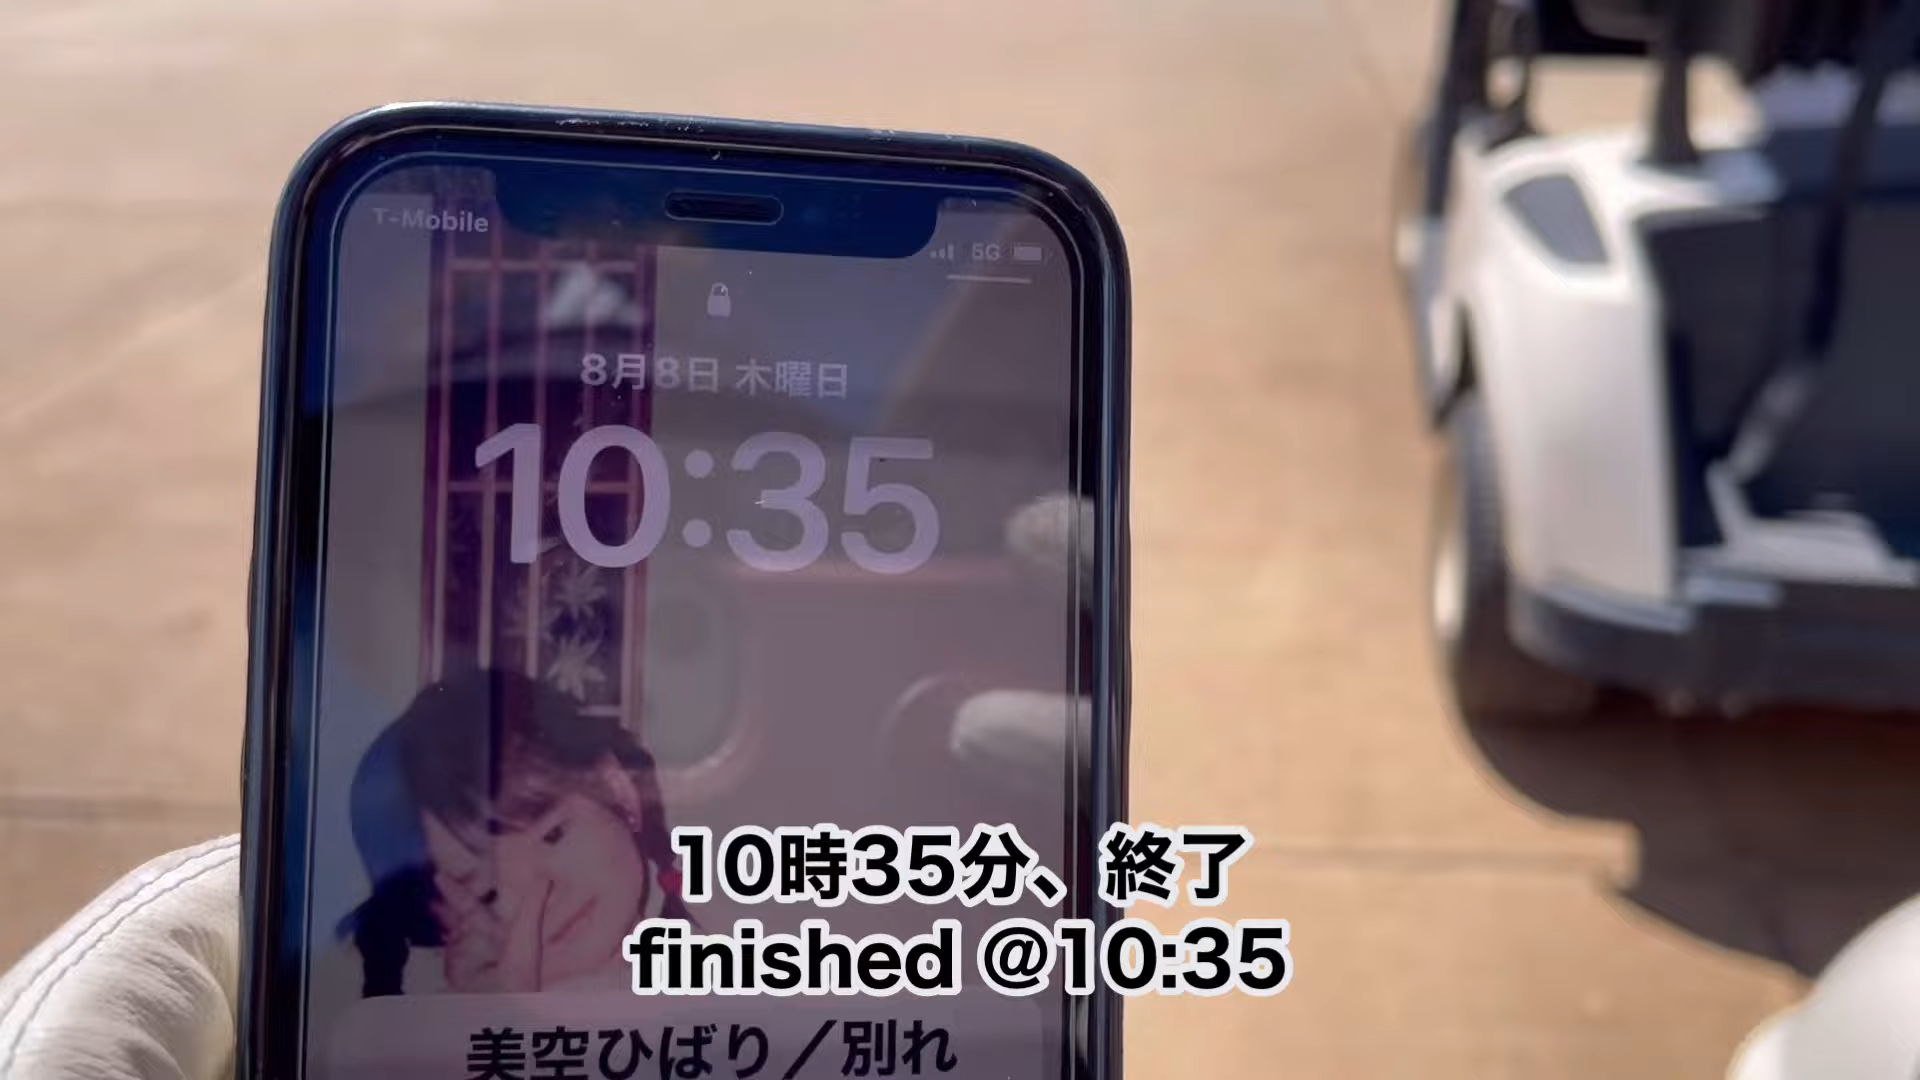 T-Mobile
5G
8月8日 木曜日
10:35
10時35分、終了
finished @10:35
美空ひばり／別れ